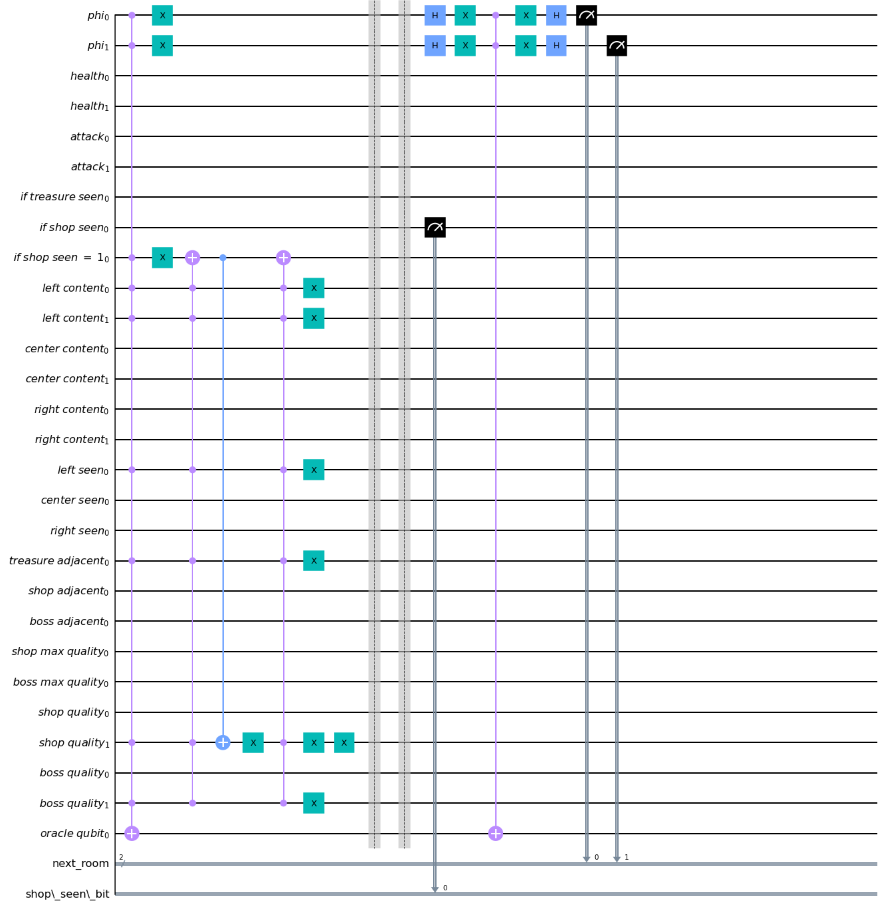 phi₀ X H X X H
phi₁ X H X X H
health₀
health₁
attack₀
attack₁
if treasure seen₀
if shop seen₀
if shop seen = 1₀ X
left content₀ X
left content₁ X
center content₀
center content₁
right content₀
right content₁
left seen₀ X
center seen₀
right seen₀
treasure adjacent₀ X
shop adjacent₀
boss adjacent₀
shop max quality₀
boss max quality₀
shop quality₀
shop quality₁ X X X
boss quality₀
boss quality₁ X
oracle qubit₀
next_room 2 0 1
shop\_seen\_bit 0